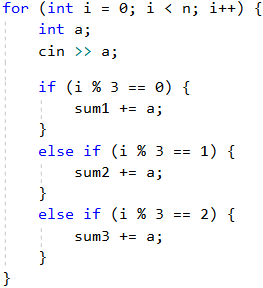 for (int i = 0; i < n; i++) {
    int a;
    cin >> a;

    if (i % 3 == 0) {
        sum1 += a;
    }
    else if (i % 3 == 1) {
        sum2 += a;
    }
    else if (i % 3 == 2) {
        sum3 += a;
    }
}